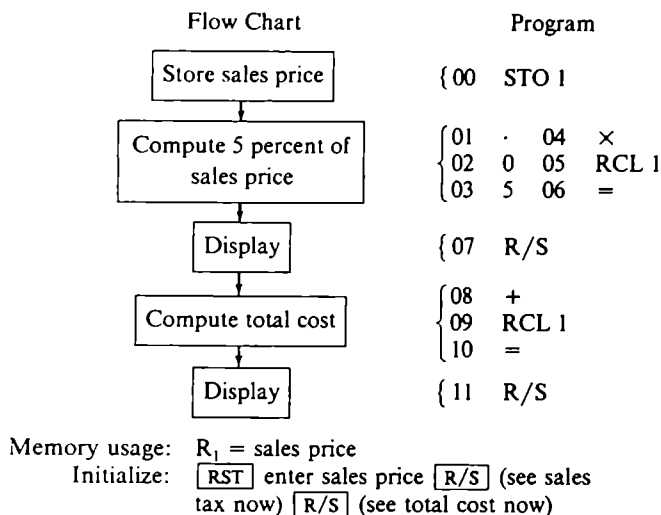 Flow Chart Program
Store sales price { 00 STO 1
Compute 5 percent of sales price { 01 · 04 ×
02 0 05 RCL 1
03 5 06 =
Display { 07 R/S
Compute total cost { 08 +
09 RCL 1
10 =
Display { 11 R/S
Memory usage: R₁ = sales price
Initialize: RST enter sales price R/S (see sales
tax now) R/S (see total cost now)